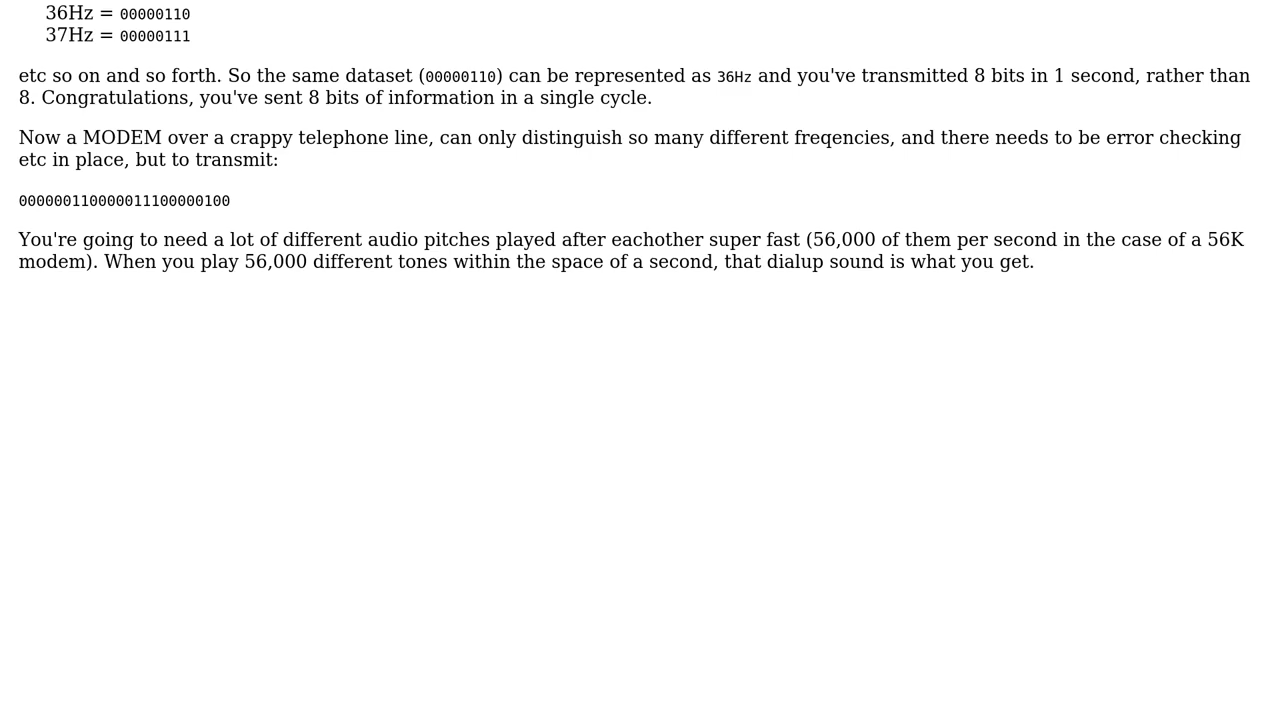 36Hz = 00000110
37Hz = 00000111
etc so on and so forth. So the same dataset (00000110) can be represented as 36Hz and you've transmitted 8 bits in 1 second, rather than
8. Congratulations, you've sent 8 bits of information in a single cycle.
Now a MODEM over a crappy telephone line, can only distinguish so many different freqencies, and there needs to be error checking
etc in place, but to transmit:
000000110000011100000100
You're going to need a lot of different audio pitches played after eachother super fast (56,000 of them per second in the case of a 56K
modem). When you play 56,000 different tones within the space of a second, that dialup sound is what you get.